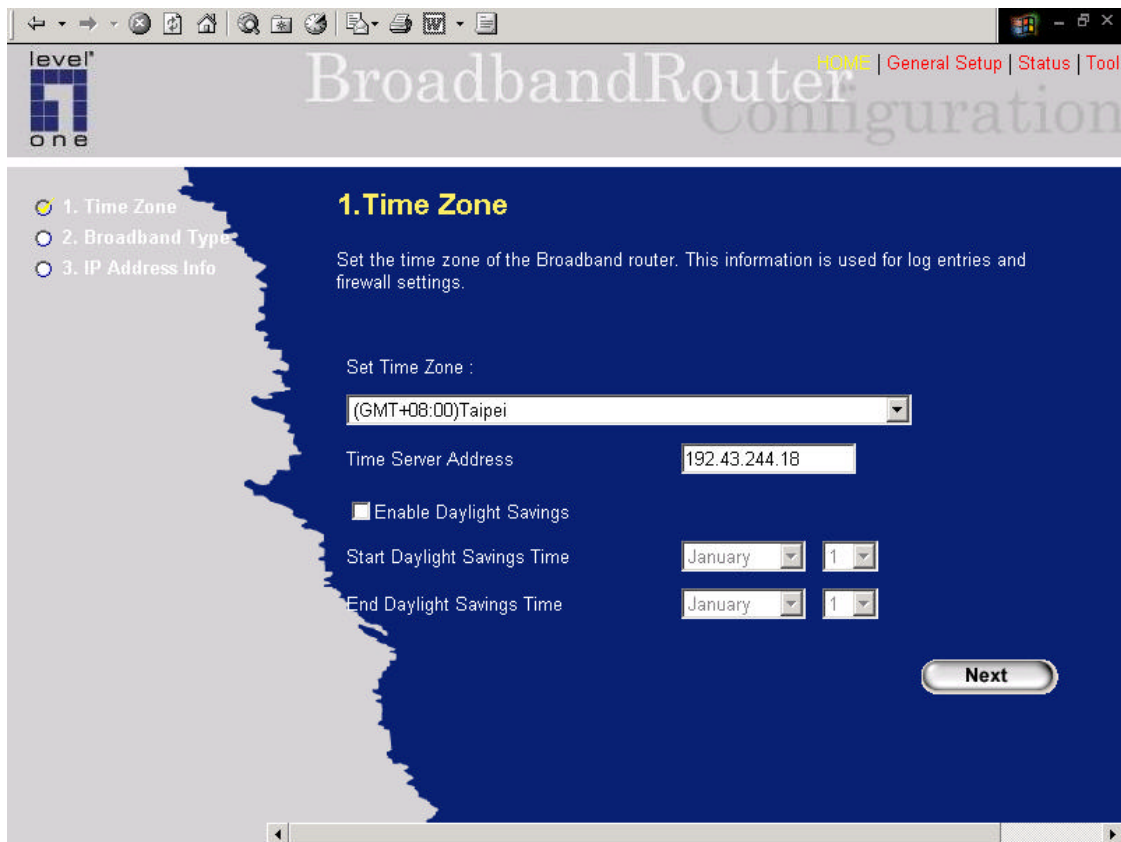 level
one
BroadbandRouter
Configuration
HOME | General Setup | Status | Tool
1. Time Zone
2. Broadband Type
3. IP Address Info
1.Time Zone
Set the time zone of the Broadband router. This information is used for log entries and
firewall settings.
Set Time Zone :
(GMT+08:00)Taipei
Time Server Address 192.43.244.18
Enable Daylight Savings
Start Daylight Savings Time January 1
End Daylight Savings Time January 1
Next